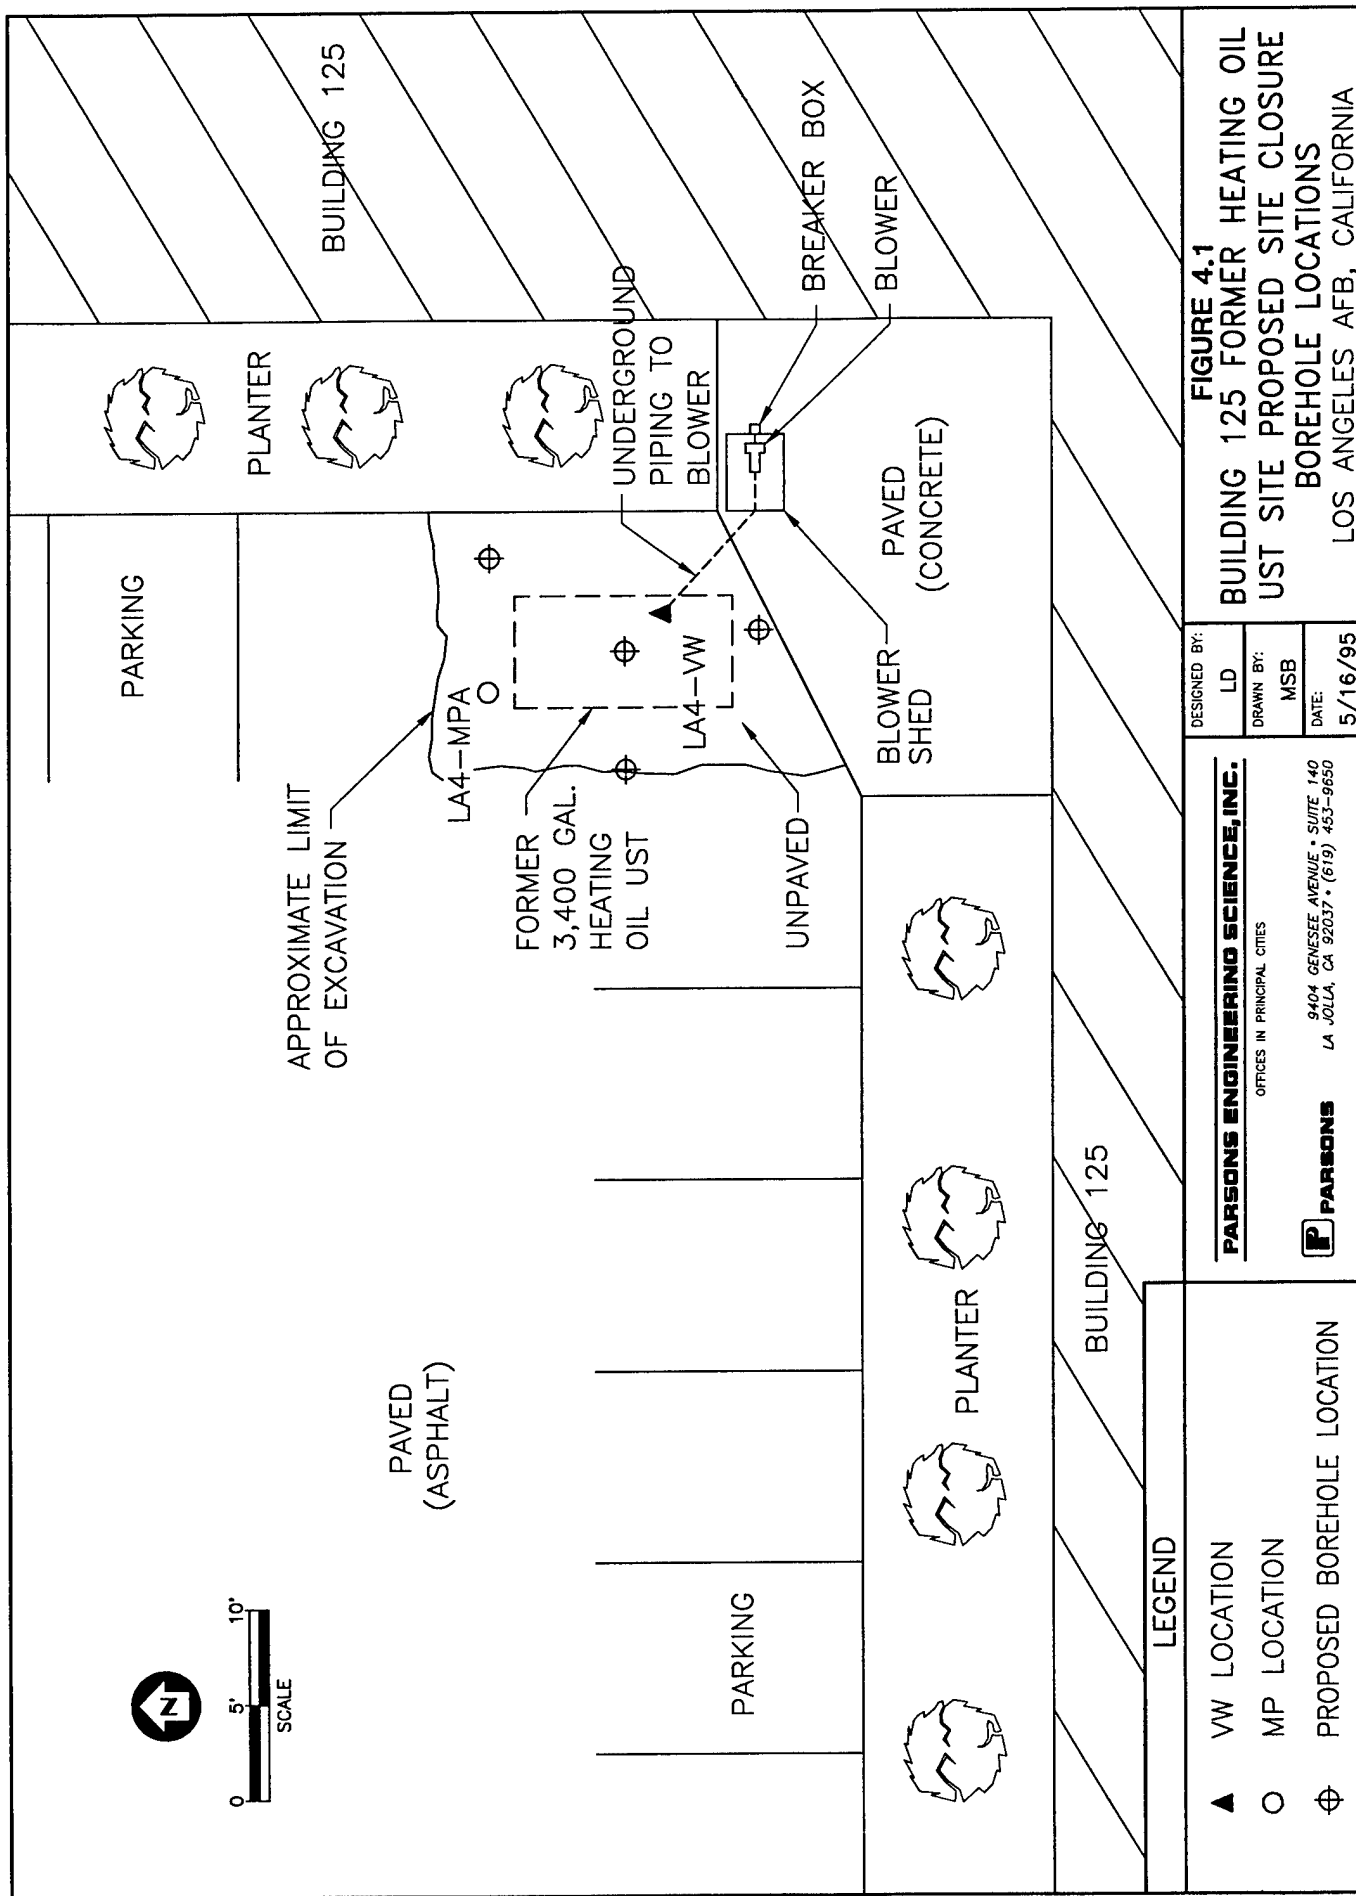 N
0 5' 10'
SCALE
PAVED
(ASPHALT)
APPROXIMATE LIMIT
OF EXCAVATION
PARKING
PLANTER
BUILDING 125
LA4-MPA
FORMER
3,400 GAL.
HEATING
OIL UST
LA4-VW
UNDERGROUND
PIPING TO
BLOWER
UNPAVED
BREAKER BOX
BLOWER
BLOWER
SHED
PAVED
(CONCRETE)
PARKING
PLANTER
BUILDING 125
LEGEND
VW LOCATION
MP LOCATION
PROPOSED BOREHOLE LOCATION
PARSONS ENGINEERING SCIENCE, INC.
OFFICES IN PRINCIPAL CITIES
P PARSONS
9404 GENESEE AVENUE • SUITE 140
LA JOLLA, CA 92037 • (619) 453-9650
DESIGNED BY:
LD
DRAWN BY:
MSB
DATE:
5/16/95
FIGURE 4.1
BUILDING 125 FORMER HEATING OIL
UST SITE PROPOSED SITE CLOSURE
BOREHOLE LOCATIONS
LOS ANGELES AFB, CALIFORNIA